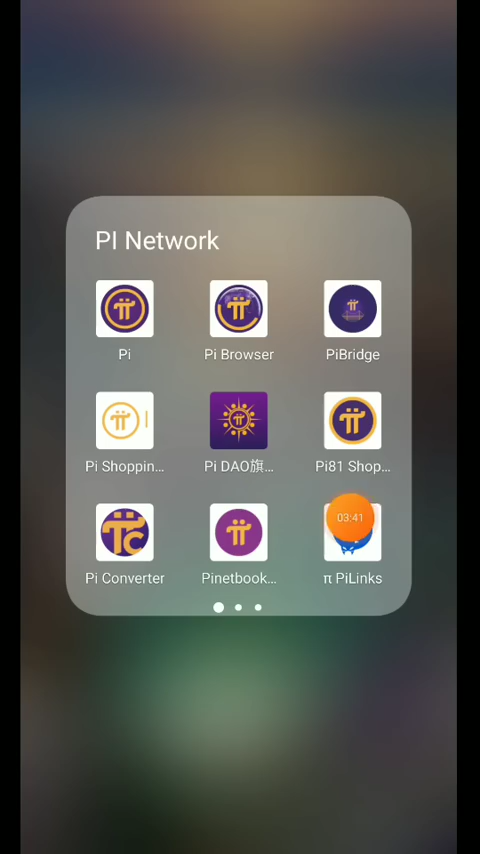 PI Network
Pi
Pi Browser
PiBridge
Pi Shoppin...
Pi DAO旗...
Pi81 Shop...
Tc
03:41
Pi Converter
Pinetbook...
π PiLinks